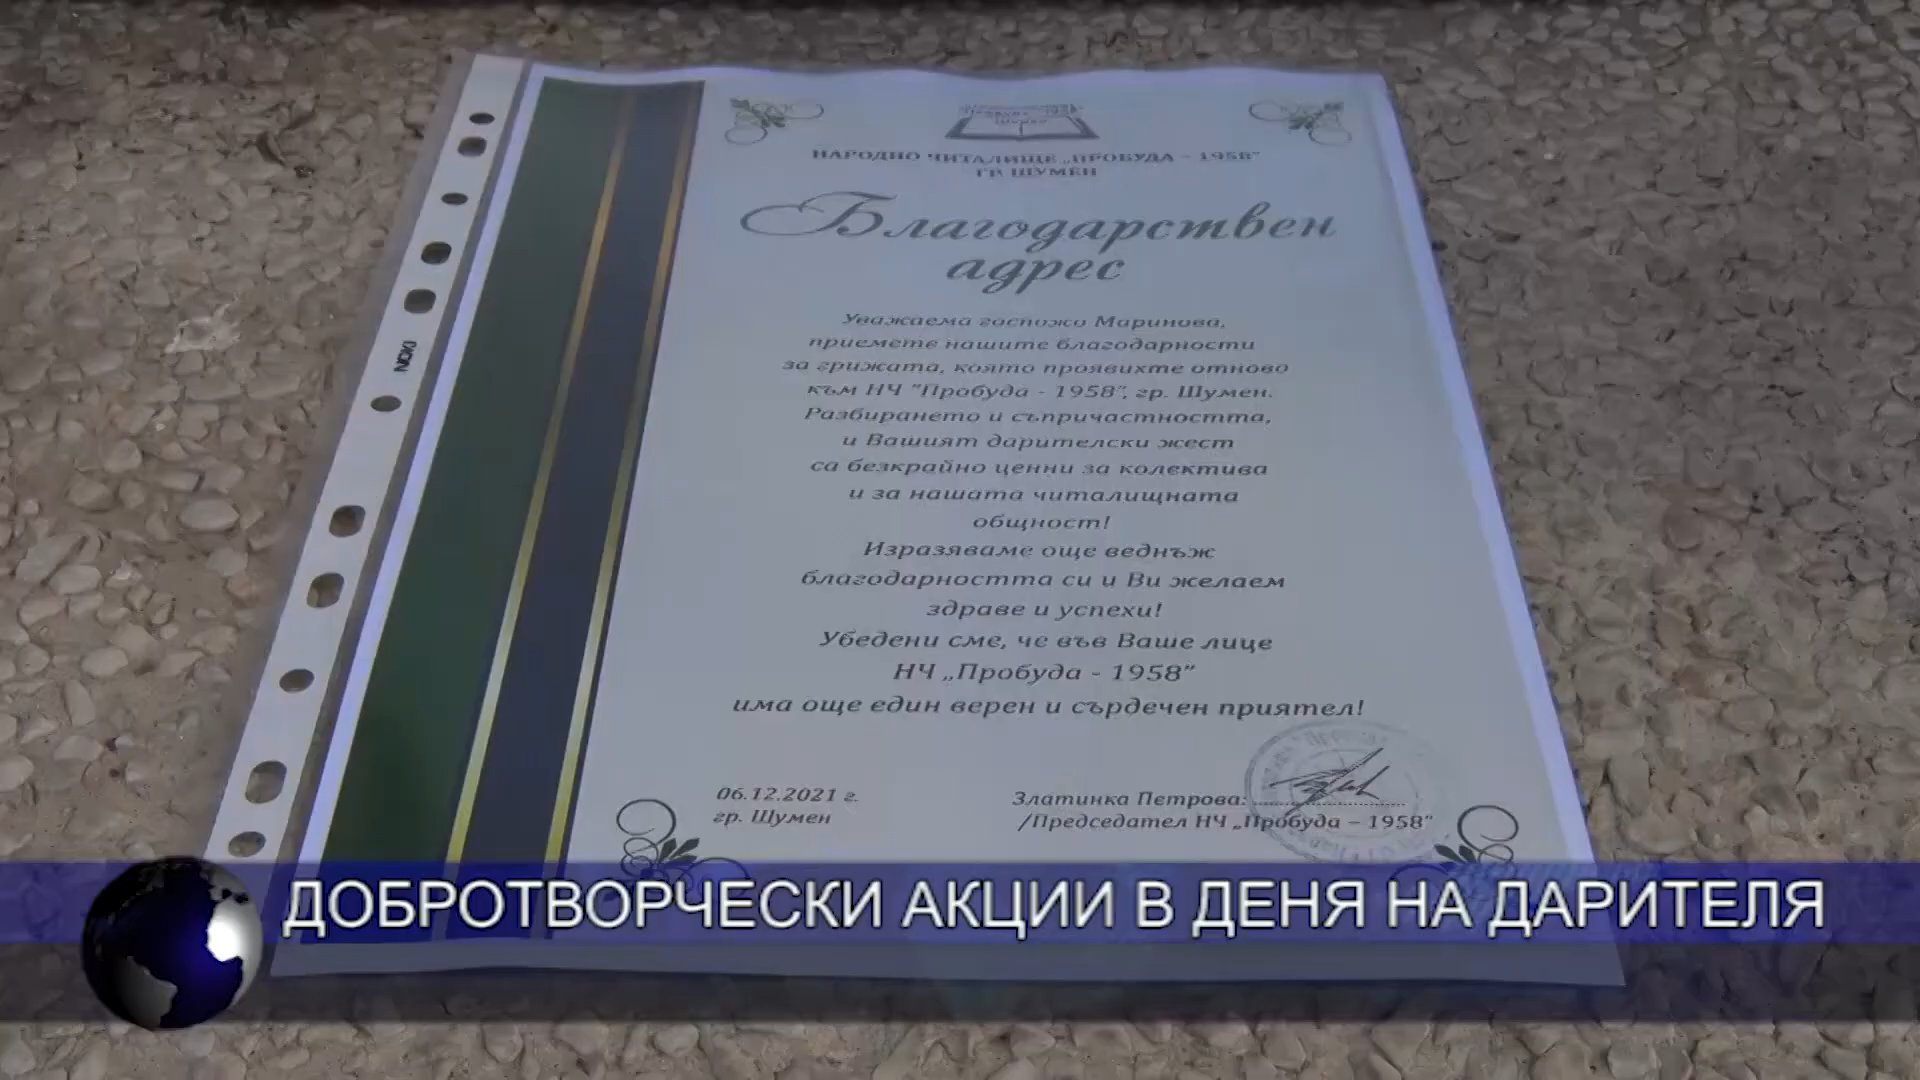 НАРОДНО ЧИТАЛИЩЕ „ПРОБУДА – 1958”
ГР. ШУМЕН
Благодарствен
адрес
Уважаема госпожо Маринова,
приемете нашите благодарности
за грижата, която проявихте отново
към НЧ "Пробуда - 1958", гр. Шумен.
Разбирането и съпричастността,
и Вашият дарителски жест
са безкрайно ценни за колектива
и за нашата читалищната
общност!
Изразяваме още веднъж
благодарността си и Ви желаем
здраве и успехи!
Убедени сме, че във Ваше лице
НЧ „Пробуда - 1958”
има още един верен и сърдечен приятел!
06.12.2021 г.
гр. Шумен
Златинка Петрова:
/Председател НЧ „Пробуда – 1958”
ДОБРОТВОРЧЕСКИ АКЦИИ В ДЕНЯ НА ДАРИТЕЛЯ